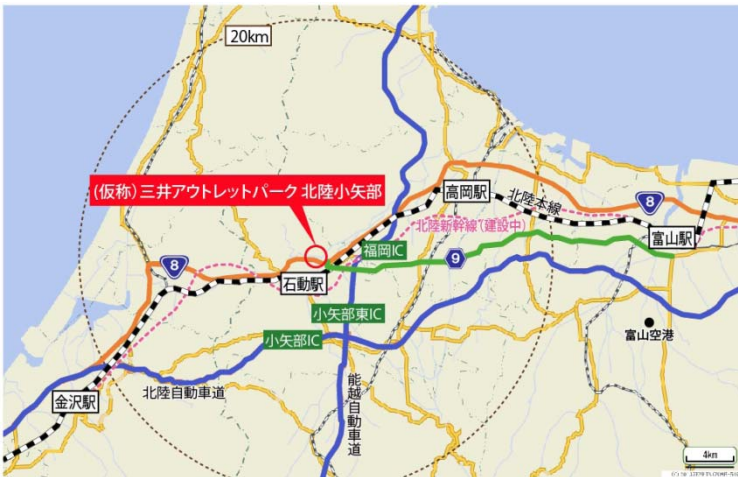 20km
(仮称)三井アウトレットパーク 北陸小矢部
高岡駅
北陸本線
8
北陸新幹線(建設中)
富山駅
福岡IC
9
8
石動駅
小矢部東IC
小矢部IC
富山空港
北陸自動車道
能越自動車道
金沢駅
4km